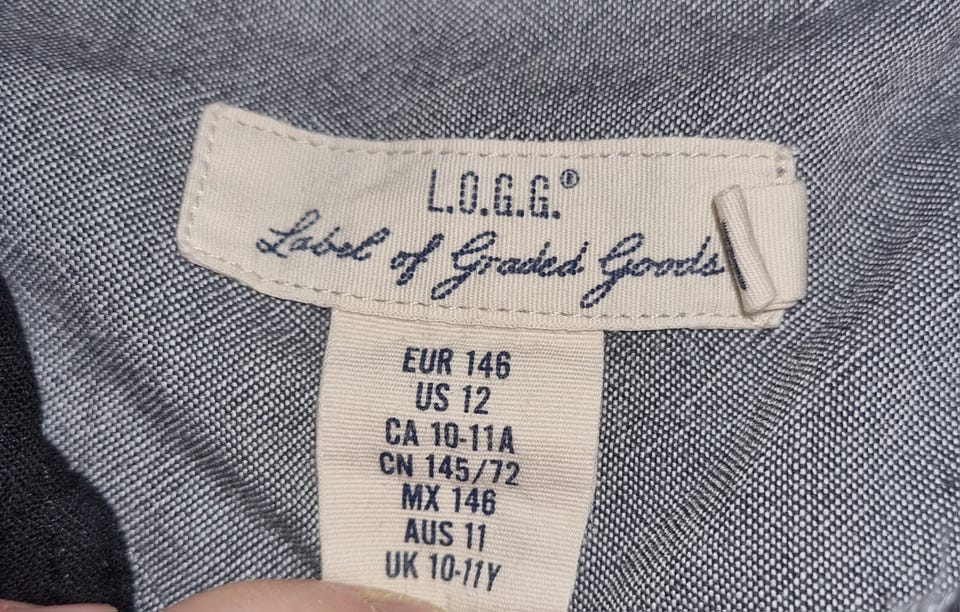 L.O.G.G.®
Label of Graded Goods
EUR 146
US 12
CA 10-11A
CN 145/72
MX 146
AUS 11
UK 10-11Y